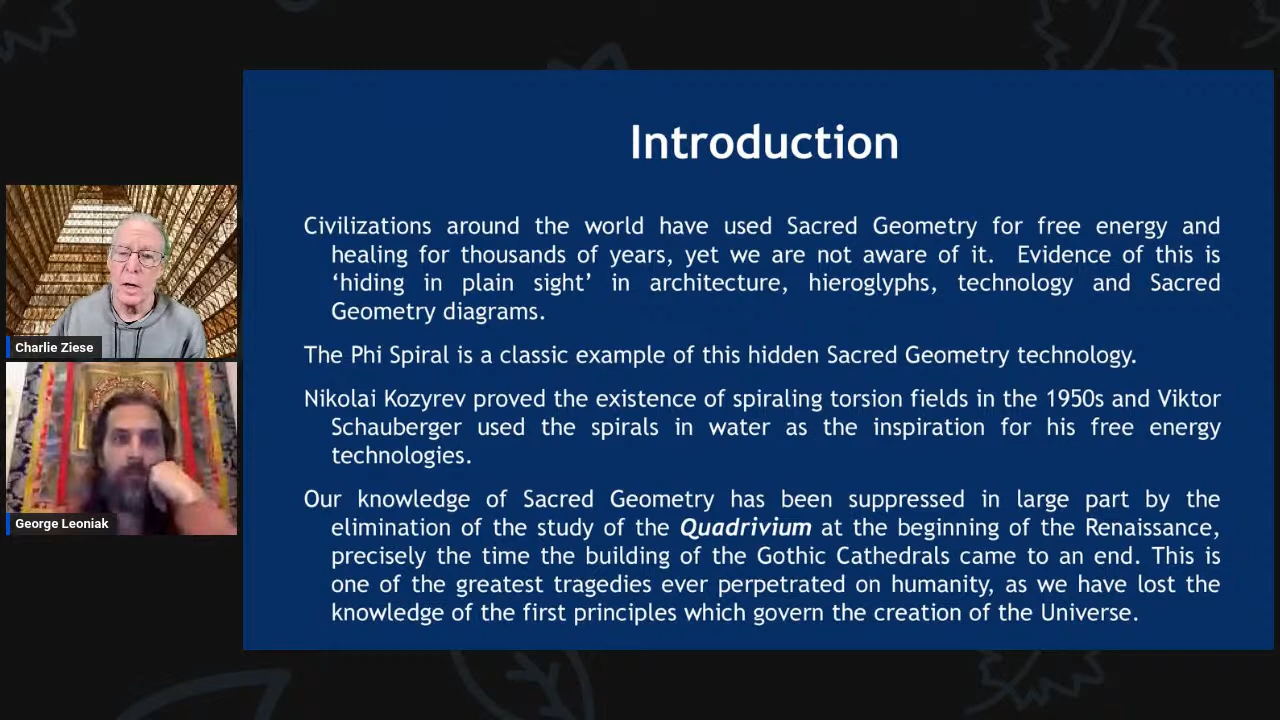 Introduction
Civilizations around the world have used Sacred Geometry for free energy and
healing for thousands of years, yet we are not aware of it.  Evidence of this is
‘hiding in plain sight’ in architecture, hieroglyphs, technology and Sacred
Geometry diagrams.
The Phi Spiral is a classic example of this hidden Sacred Geometry technology.
Nikolai Kozyrev proved the existence of spiraling torsion fields in the 1950s and Viktor
Schauberger used the spirals in water as the inspiration for his free energy
technologies.
Our knowledge of Sacred Geometry has been suppressed in large part by the
elimination of the study of the Quadrivium at the beginning of the Renaissance,
precisely the time the building of the Gothic Cathedrals came to an end. This is
one of the greatest tragedies ever perpetrated on humanity, as we have lost the
knowledge of the first principles which govern the creation of the Universe.
Charlie Ziese
George Leoniak